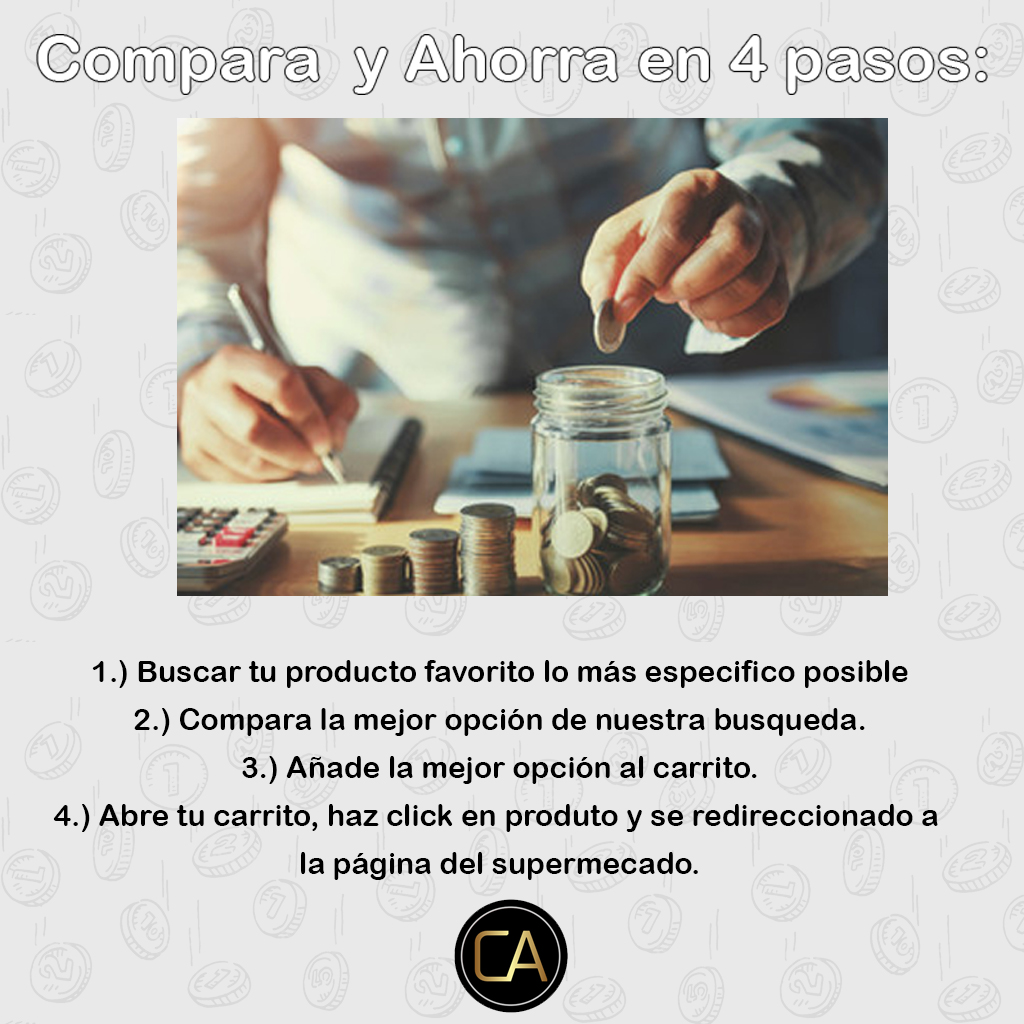 Compara y Ahorra en 4 pasos:
1.) Buscar tu producto favorito lo más especifico posible
2.) Compara la mejor opción de nuestra busqueda.
3.) Añade la mejor opción al carrito.
4.) Abre tu carrito, haz click en produto y se redireccionado a
la página del supermecado.
CA